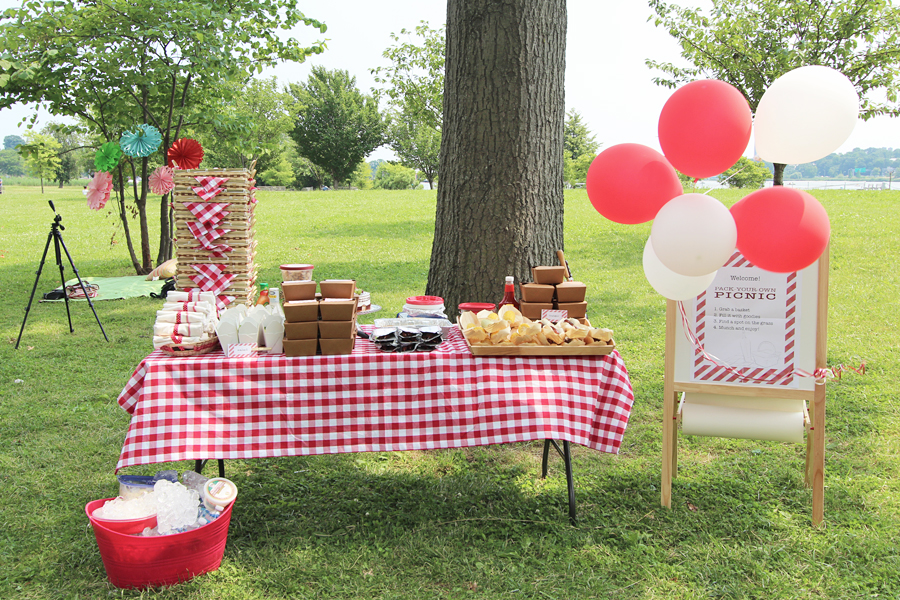 Welcome!
PACK YOUR OWN
PICNIC
1. Grab a basket
2. Fill it with goodies
3. Find a spot on the grass
4. Munch and enjoy!